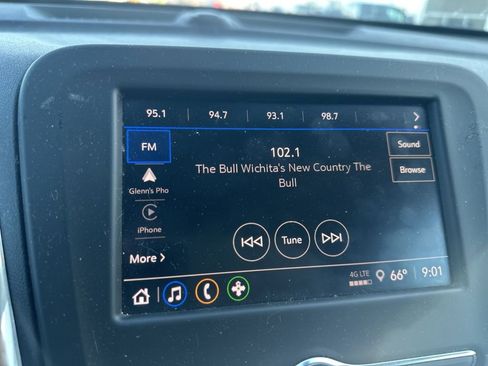 95.1 94.7 93.1 98.7
FM
102.1
Sound
The Bull Wichita's New Country The
Bull
Browse
Glenn's Pho
iPhone
Tune
More
4G LTE
66° 9:01